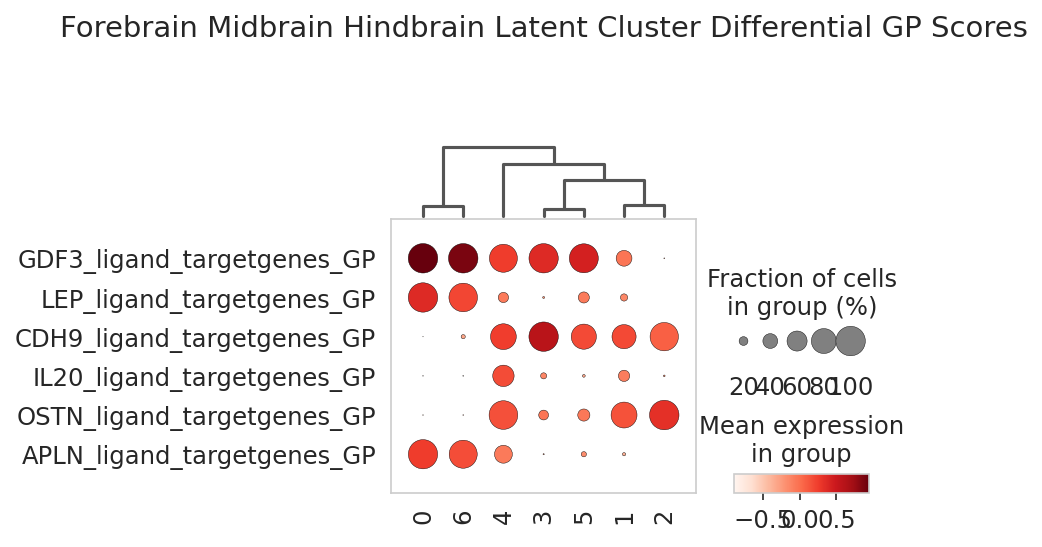 Forebrain Midbrain Hindbrain Latent Cluster Differential GP Scores
GDF3_ligand_targetgenes_GP
LEP_ligand_targetgenes_GP
CDH9_ligand_targetgenes_GP
IL20_ligand_targetgenes_GP
OSTN_ligand_targetgenes_GP
APLN_ligand_targetgenes_GP
0 6 4 3 5 1 2
Fraction of cells
in group (%)
20 40 60 80 100
Mean expression
in group
−0.5 0.0 0.5